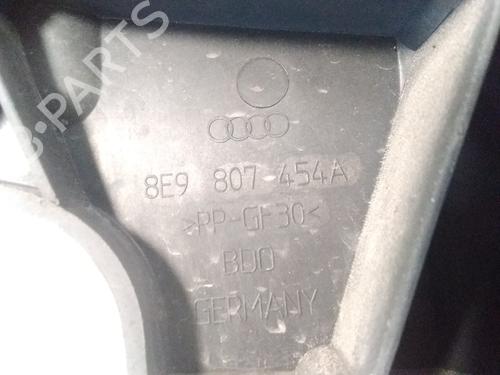 B-PARTS
8E9 807 454A
>PP-GF30<
BDO
GERMANY